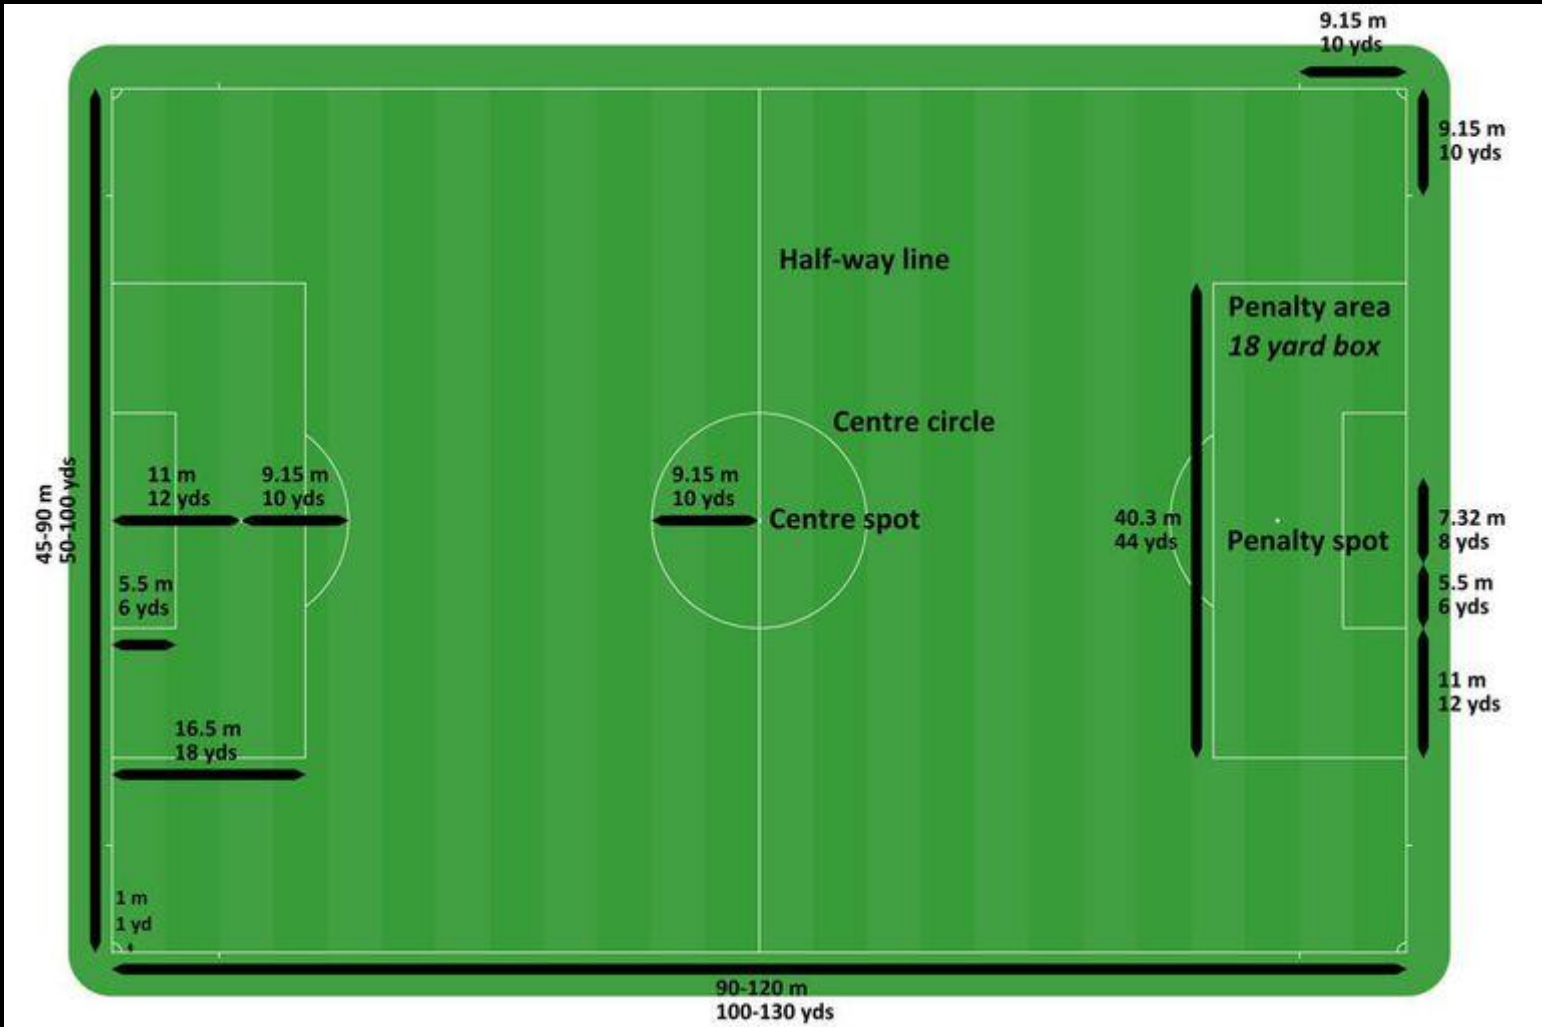 9.15 m
10 yds
9.15 m
10 yds
Half-way line
Penalty area
18 yard box
Centre circle
11 m
12 yds
9.15 m
10 yds
9.15 m
10 yds
Centre spot
40.3 m
44 yds
Penalty spot
7.32 m
8 yds
45-90 m
50-100 yds
5.5 m
6 yds
5.5 m
6 yds
11 m
12 yds
16.5 m
18 yds
1 m
1 yd
90-120 m
100-130 yds